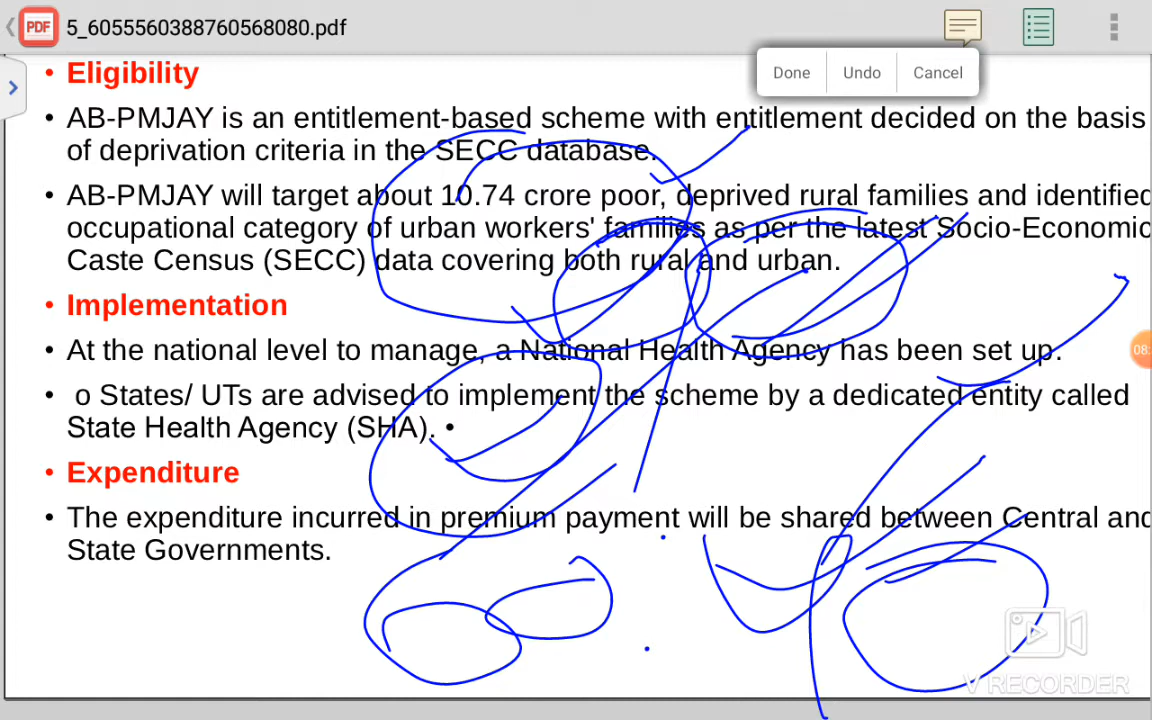 PDF 5_6055560388760568080.pdf
Done Undo Cancel
• Eligibility
• AB-PMJAY is an entitlement-based scheme with entitlement decided on the basis
of deprivation criteria in the SECC database.
• AB-PMJAY will target about 10.74 crore poor, deprived rural families and identified
occupational category of urban workers' families as per the latest Socio-Economic
Caste Census (SECC) data covering both rural and urban.
• Implementation
• At the national level to manage, a National Health Agency has been set up.
• o States/ UTs are advised to implement the scheme by a dedicated entity called
State Health Agency (SHA). •
• Expenditure
• The expenditure incurred in premium payment will be shared between Central and
State Governments.
60 : 40
08:
V RECORDER